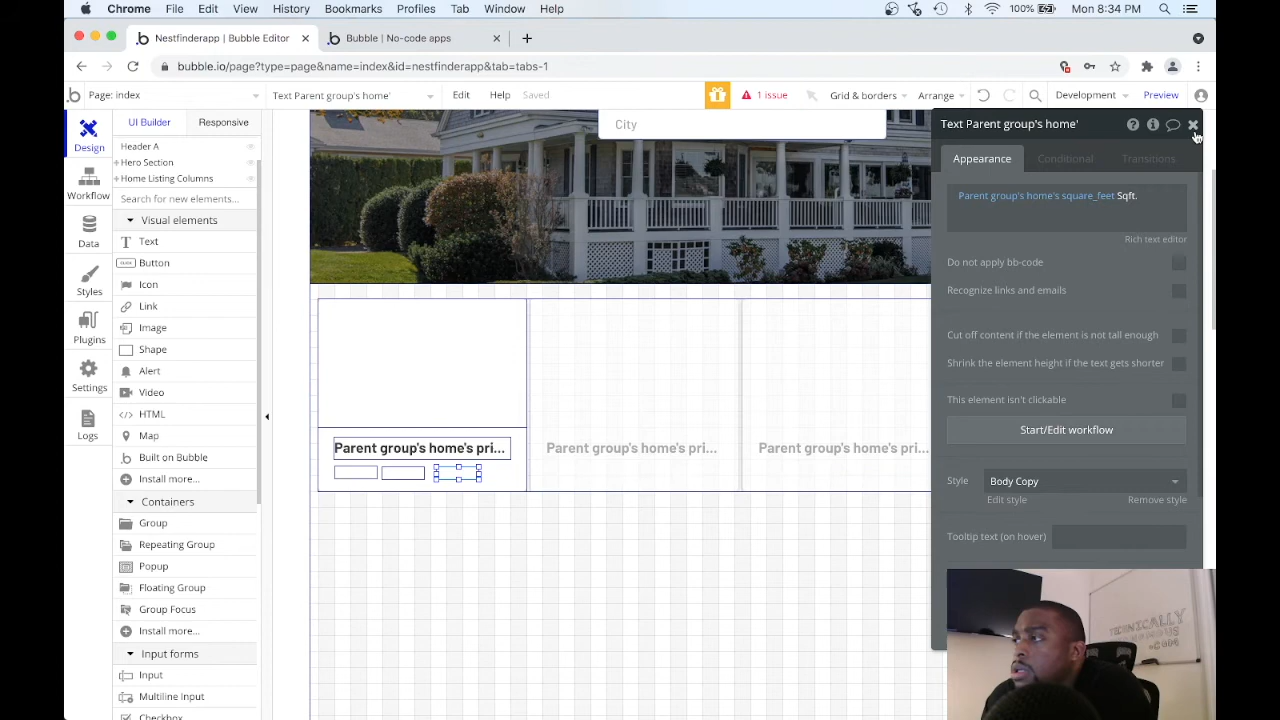 Chrome File Edit View History Bookmarks Profiles Tab Window Help 100% Mon 8:34 PM
Nestfinderapp | Bubble Editor × Bubble | No-code apps × +
bubble.io/page?type=page&name=index&id=nestfinderapp&tab=tabs-1
Page: index Text Parent group's home' Edit Help Saved 1 issue Grid & borders Arrange Development Preview
Design
Workflow
Data
Styles
Plugins
Settings
Logs
UI Builder Responsive
Header A
Hero Section
Home Listing Columns
Search for new elements...
Visual elements
Text
Button
Icon
Link
Image
Shape
Alert
Video
HTML
Map
Built on Bubble
Install more...
Containers
Group
Repeating Group
Popup
Floating Group
Group Focus
Install more...
Input forms
Input
Multiline Input
Checkbox
City
Parent group's home's pri... Parent group's home's pri... Parent group's home's pri...
Text Parent group's home'
Appearance Conditional Transitions
Parent group's home's square_feet Sqft.
Rich text editor
Do not apply bb-code
Recognize links and emails
Cut off content if the element is not tall enough
Shrink the element height if the text gets shorter
This element isn't clickable
Start/Edit workflow
Style Body Copy
Edit style Remove style
Tooltip text (on hover)
TECHNICALLY
.COM